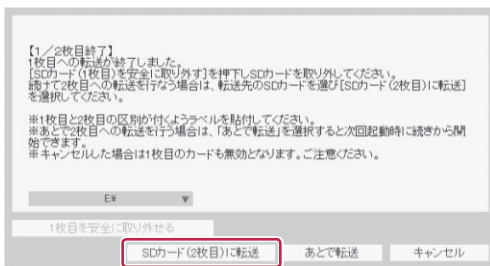 【1／2枚目終了】
1枚目への転送が終了しました。
[SDカード(1枚目)を安全に取り外す]を押下しSDカードを取り外してください。
続けて2枚目への転送を行なう場合は、転送先のSDカードを選び[SDカード(2枚目)に転送]
を選択してください。
※1枚目と2枚目の区別が付くようラベルを貼付してください。
※あとで2枚目への転送を行う場合は、「あとで転送」を選択すると次回起動時に続きから開
始できます。
※キャンセルした場合は1枚目のカードも無効となります。ご注意ください。
E¥
1枚目を安全に取り外せる
SDカード(2枚目)に転送 あとで転送 キャンセル